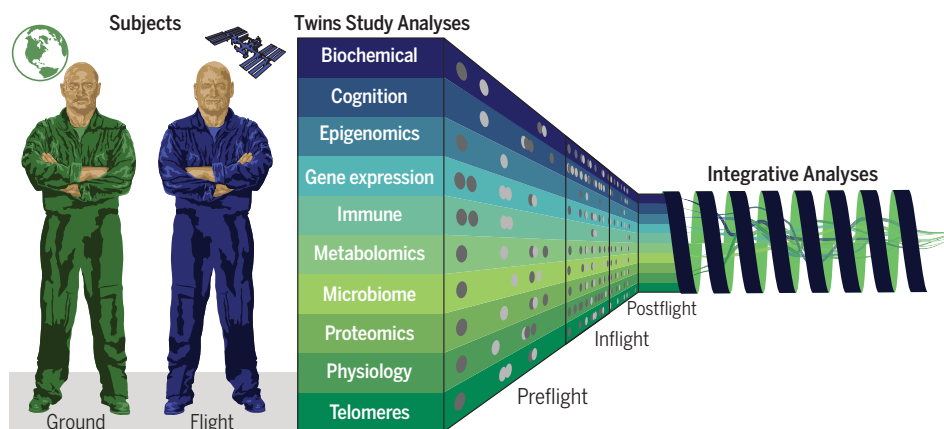 Subjects
Twins Study Analyses
Biochemical
Cognition
Epigenomics
Gene expression
Immune
Metabolomics
Microbiome
Proteomics
Physiology
Telomeres
Integrative Analyses
Postflight
Inflight
Preflight
Ground
Flight